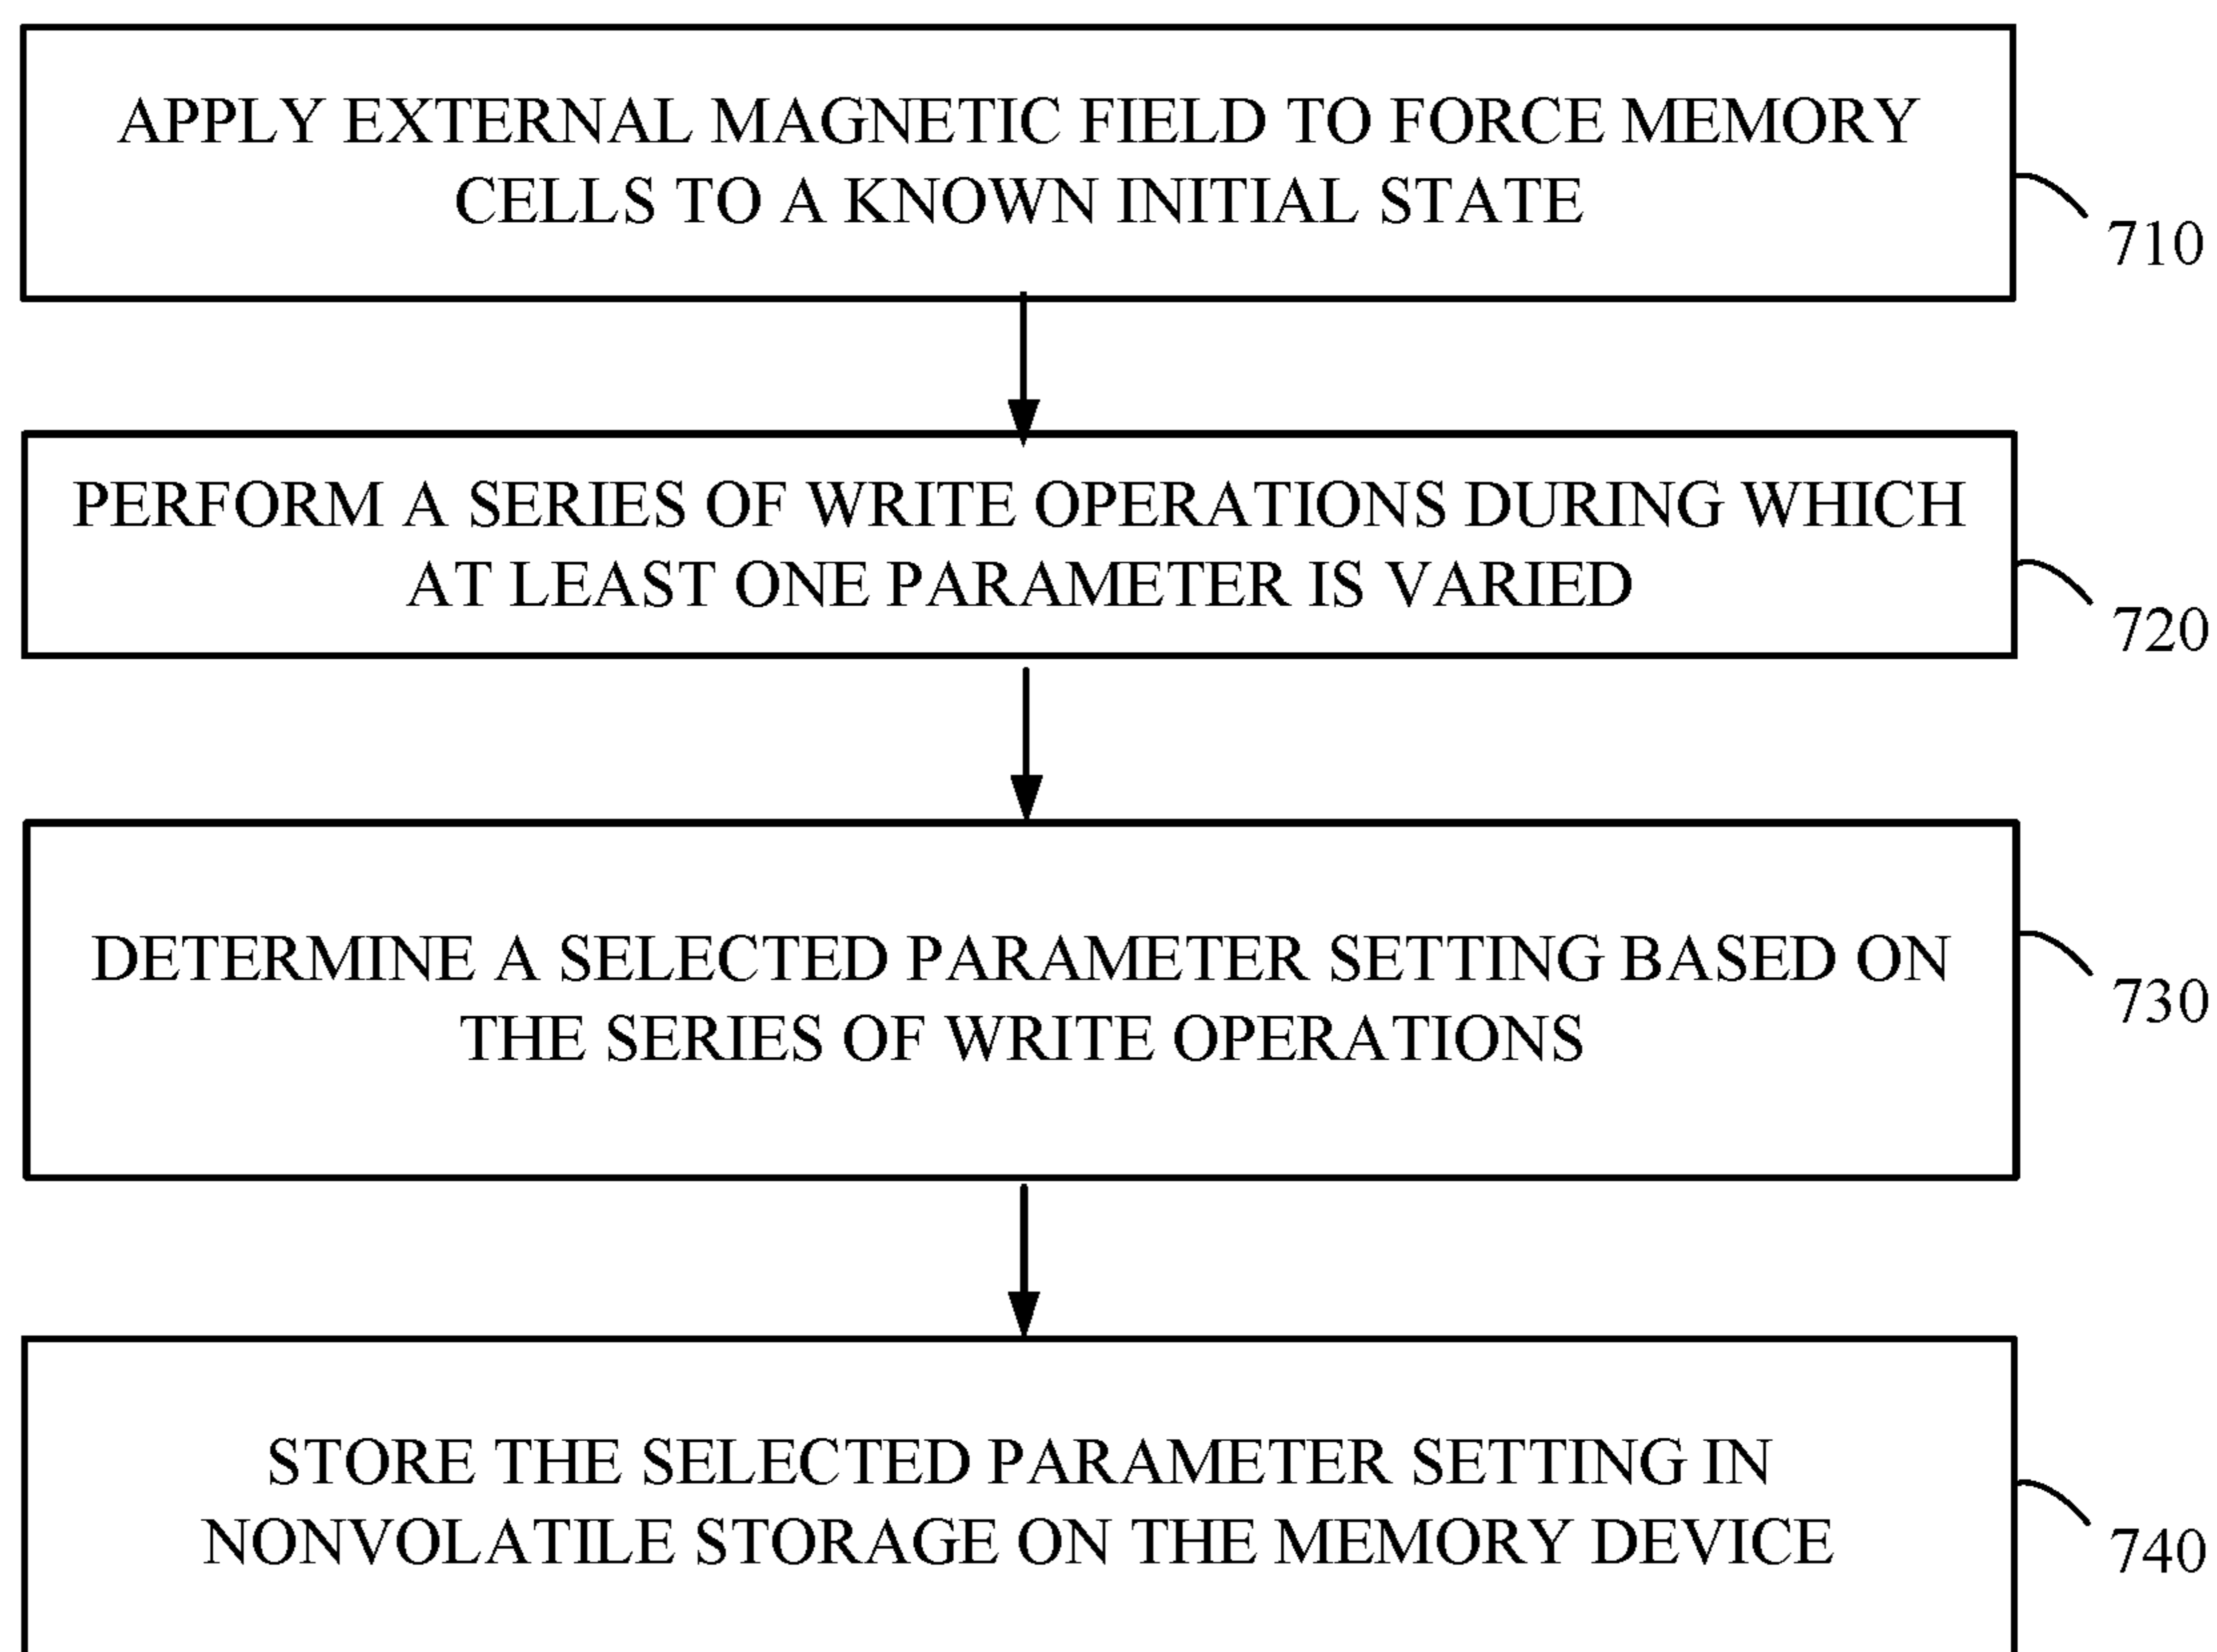 APPLY EXTERNAL MAGNETIC FIELD TO FORCE MEMORY
CELLS TO A KNOWN INITIAL STATE
710
PERFORM A SERIES OF WRITE OPERATIONS DURING WHICH
AT LEAST ONE PARAMETER IS VARIED
720
DETERMINE A SELECTED PARAMETER SETTING BASED ON
THE SERIES OF WRITE OPERATIONS
730
STORE THE SELECTED PARAMETER SETTING IN
NONVOLATILE STORAGE ON THE MEMORY DEVICE
740